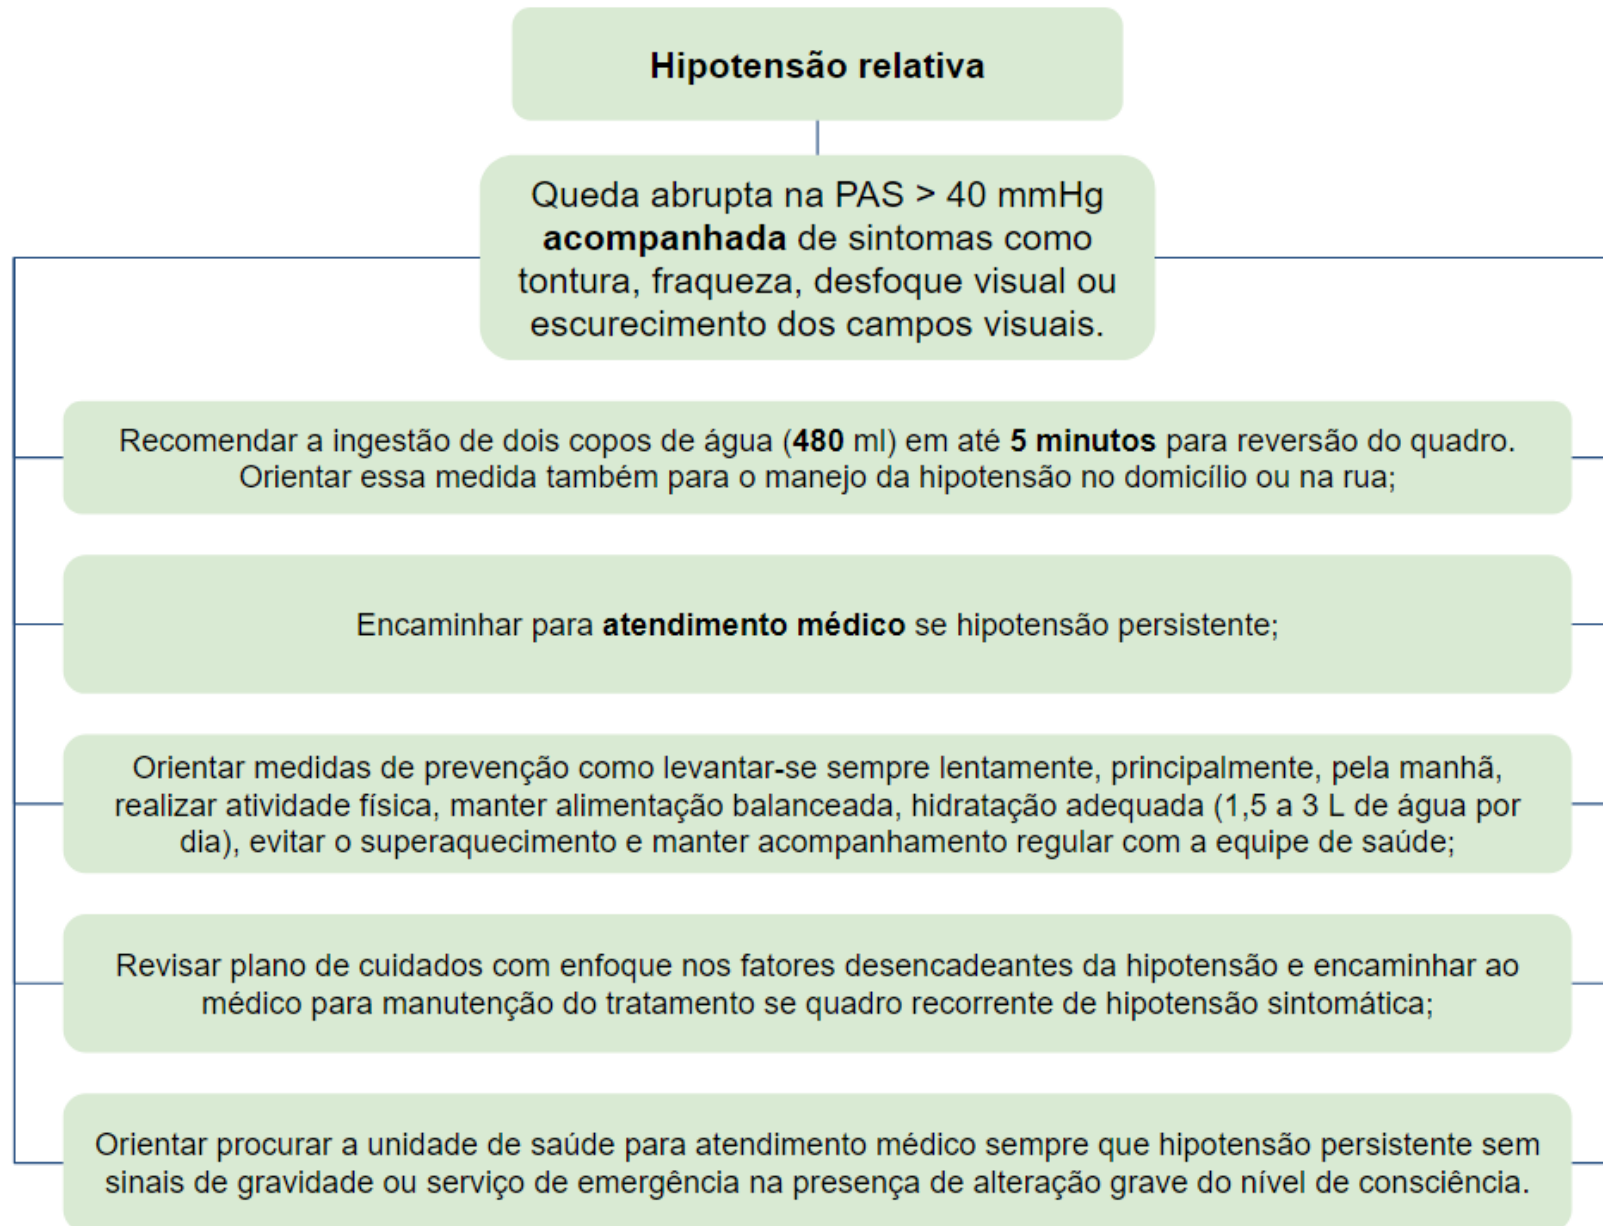 Hipotensão relativa
Queda abrupta na PAS > 40 mmHg
acompanhada de sintomas como
tontura, fraqueza, desfoque visual ou
escurecimento dos campos visuais.
Recomendar a ingestão de dois copos de água (480 ml) em até 5 minutos para reversão do quadro.
Orientar essa medida também para o manejo da hipotensão no domicílio ou na rua;
Encaminhar para atendimento médico se hipotensão persistente;
Orientar medidas de prevenção como levantar-se sempre lentamente, principalmente, pela manhã,
realizar atividade física, manter alimentação balanceada, hidratação adequada (1,5 a 3 L de água por
dia), evitar o superaquecimento e manter acompanhamento regular com a equipe de saúde;
Revisar plano de cuidados com enfoque nos fatores desencadeantes da hipotensão e encaminhar ao
médico para manutenção do tratamento se quadro recorrente de hipotensão sintomática;
Orientar procurar a unidade de saúde para atendimento médico sempre que hipotensão persistente sem
sinais de gravidade ou serviço de emergência na presença de alteração grave do nível de consciência.